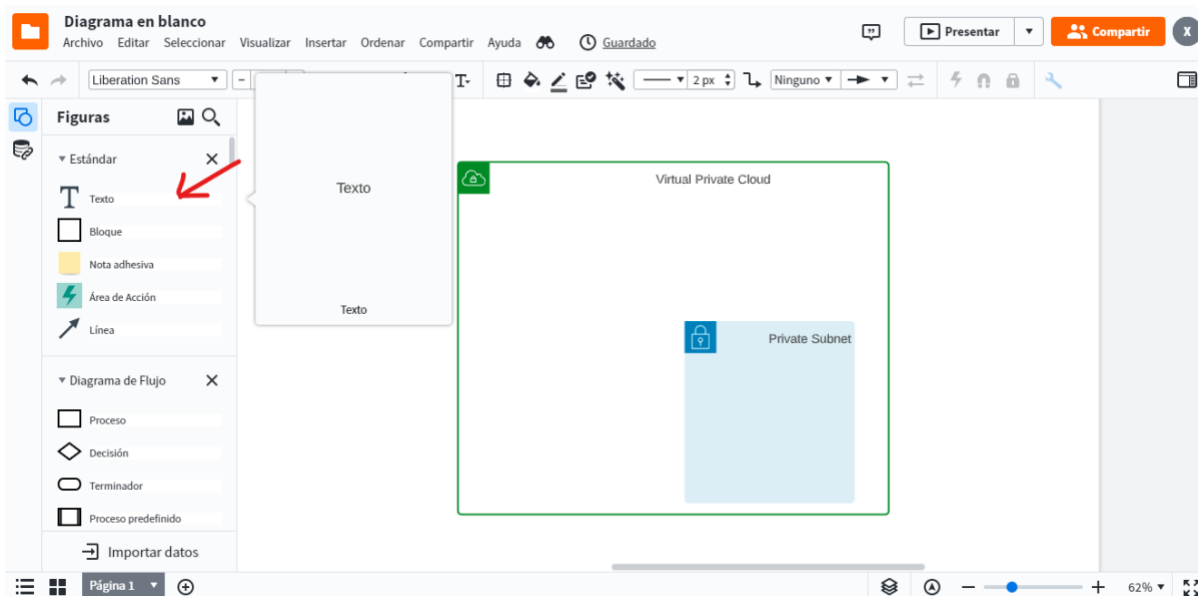 Diagrama en blanco
Archivo Editar Seleccionar Visualizar Insertar Ordenar Compartir Ayuda Guardado
Presentar Compartir X
Liberation Sans 2 px Ninguno
Figuras
Estándar
Texto
Bloque
Nota adhesiva
Área de Acción
Línea
Diagrama de Flujo
Proceso
Decisión
Terminador
Proceso predefinido
Importar datos
Texto
Texto
Virtual Private Cloud
Private Subnet
Página 1 62%